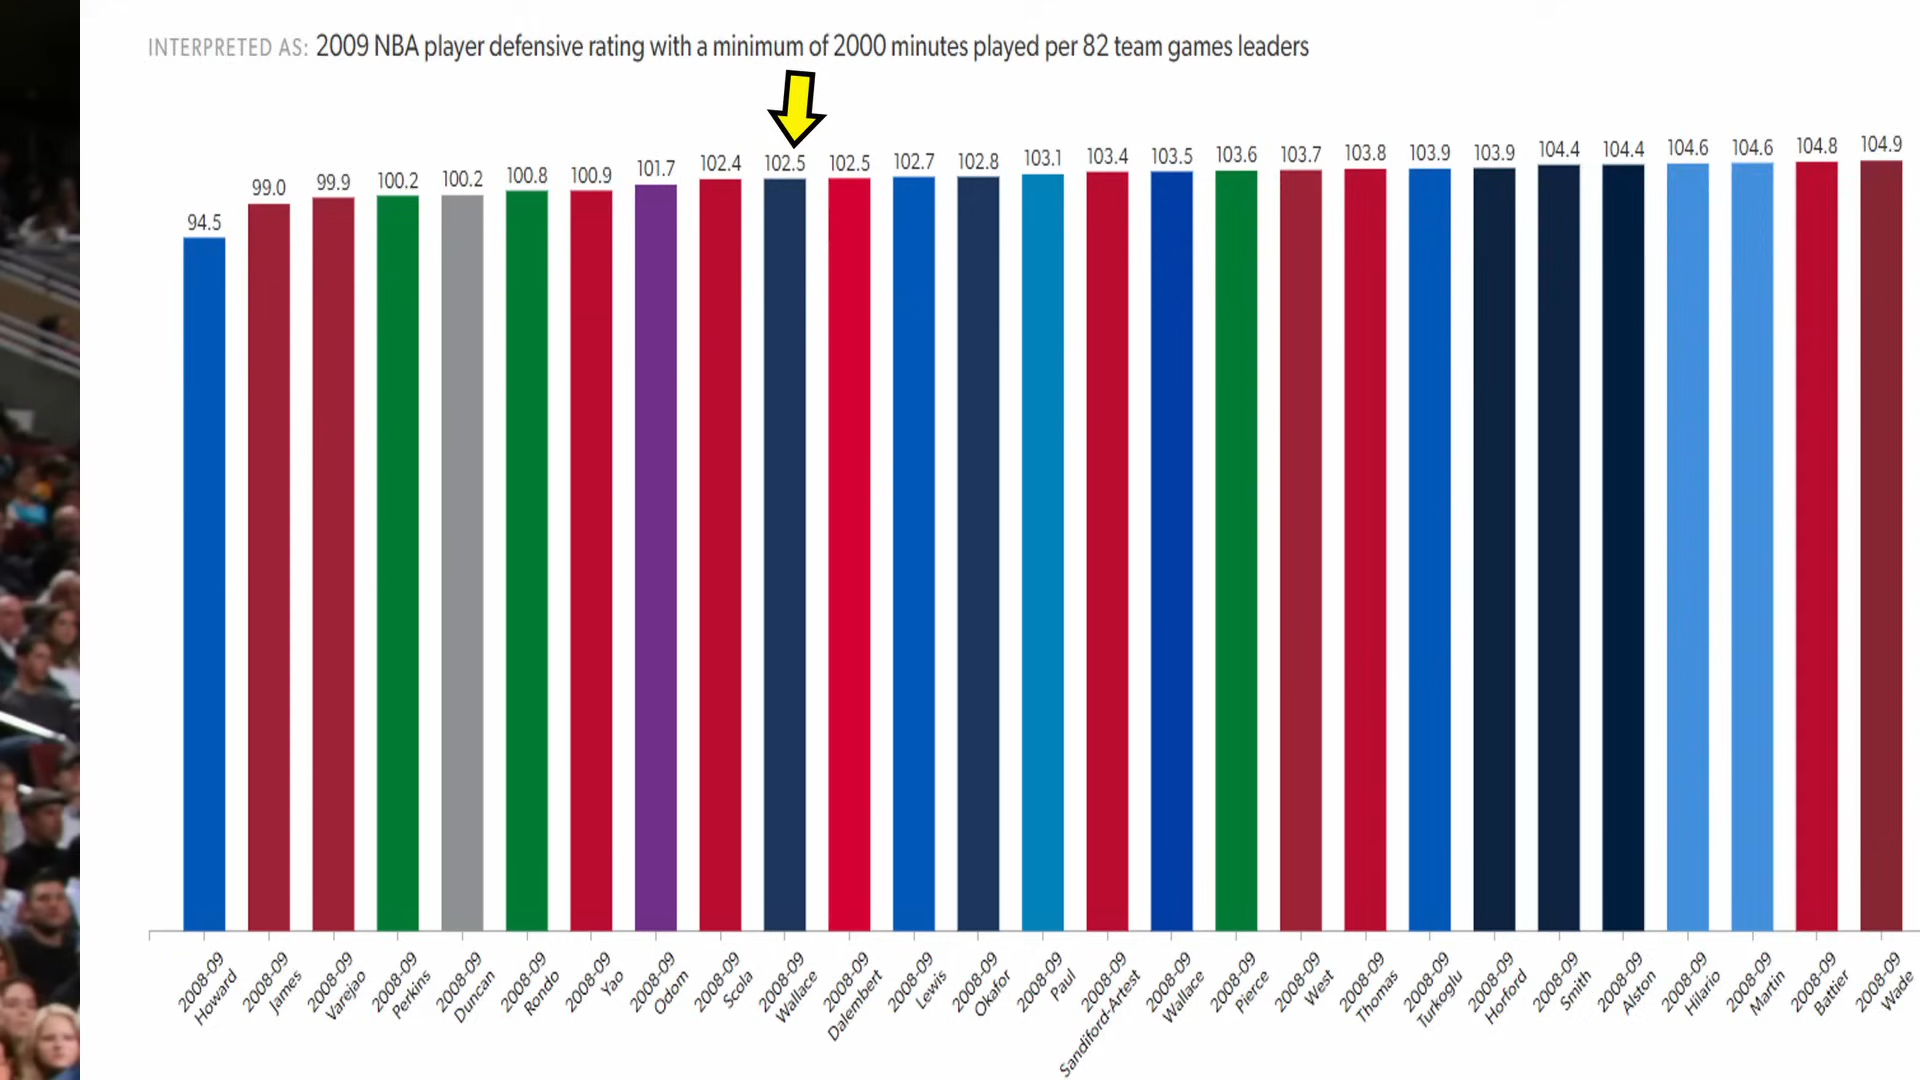 INTERPRETED AS: 2009 NBA player defensive rating with a minimum of 2000 minutes played per 82 team games leaders
94.5
99.0
99.9
100.2
100.2
100.8
100.9
101.7
102.4
102.5
102.5
102.7
102.8
103.1
103.4
103.5
103.6
103.7
103.8
103.9
103.9
104.4
104.4
104.6
104.6
104.8
104.9
2008-09
Howard
2008-09
James
2008-09
Varejao
2008-09
Perkins
2008-09
Duncan
2008-09
Rondo
2008-09
Yao
2008-09
Odom
2008-09
Scola
2008-09
Wallace
2008-09
Dalembert
2008-09
Lewis
2008-09
Okafor
2008-09
Paul
2008-09
Sandiford-Artest
2008-09
Wallace
2008-09
Pierce
2008-09
West
2008-09
Thomas
2008-09
Turkoglu
2008-09
Horford
2008-09
Smith
2008-09
Alston
2008-09
Hilario
2008-09
Martin
2008-09
Battier
2008-09
Wade